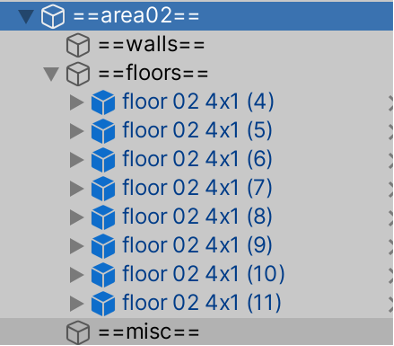 ==area02==
==walls==
==floors==
floor 02 4x1 (4)
floor 02 4x1 (5)
floor 02 4x1 (6)
floor 02 4x1 (7)
floor 02 4x1 (8)
floor 02 4x1 (9)
floor 02 4x1 (10)
floor 02 4x1 (11)
==misc==